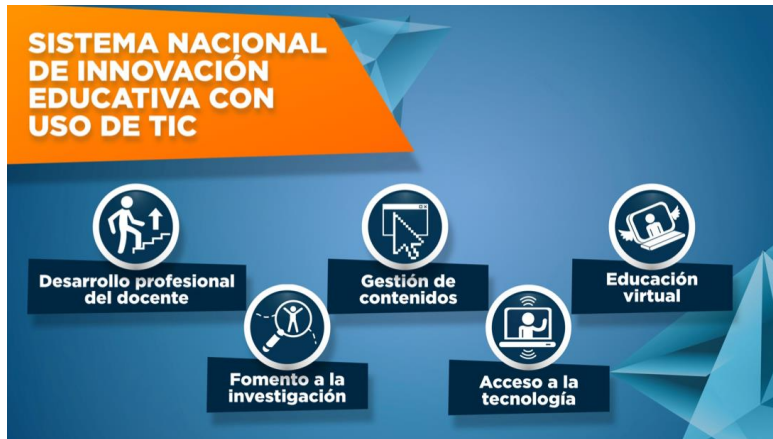 SISTEMA NACIONAL
DE INNOVACIÓN
EDUCATIVA CON
USO DE TIC
Desarrollo profesional
del docente
Gestión de
contenidos
Educación
virtual
Fomento a la
investigación
Acceso a la
tecnología